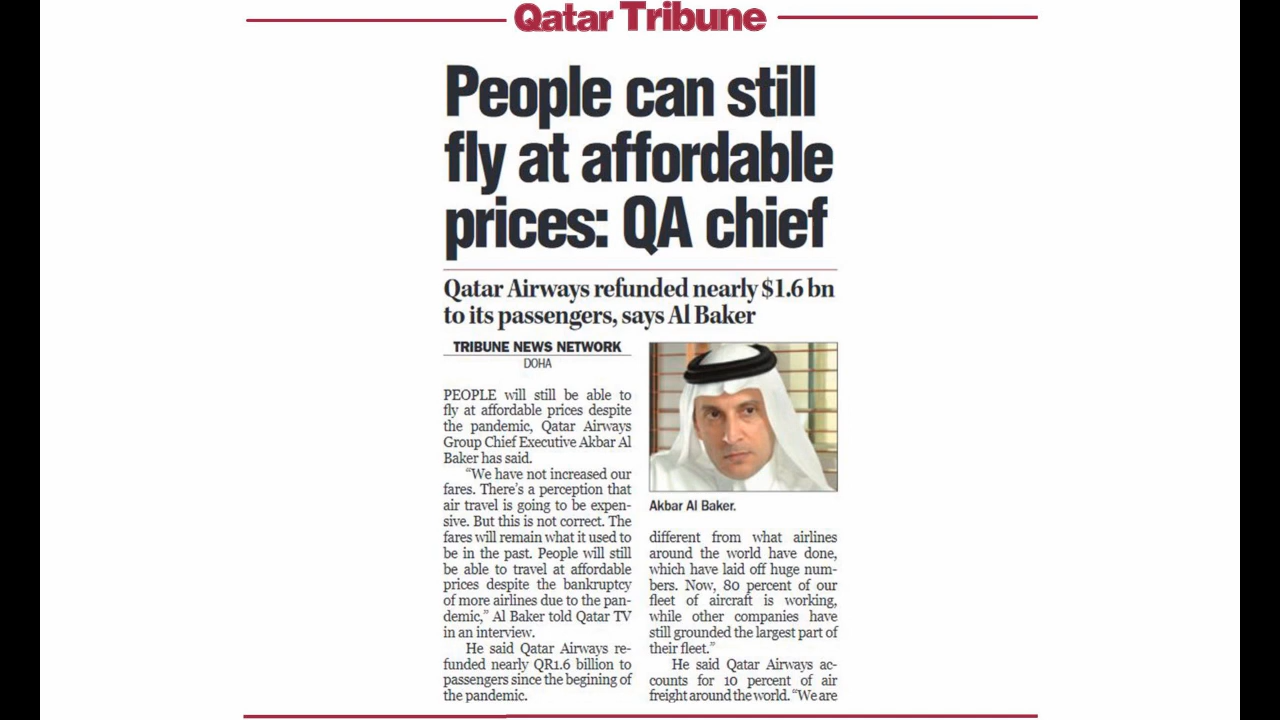 Qatar Tribune
People can still
fly at affordable
prices: QA chief
Qatar Airways refunded nearly $1.6 bn
to its passengers, says Al Baker
TRIBUNE NEWS NETWORK
DOHA
PEOPLE will still be able to
fly at affordable prices despite
the pandemic, Qatar Airways
Group Chief Executive Akbar Al
Baker has said.
“We have not increased our
fares. There’s a perception that
air travel is going to be expen-
sive. But this is not correct. The
fares will remain what it used to
be in the past. People will still
be able to travel at affordable
prices despite the bankruptcy
of more airlines due to the pan-
demic,” Al Baker told Qatar TV
in an interview.
He said Qatar Airways re-
funded nearly QR1.6 billion to
passengers since the begining of
the pandemic.
Akbar Al Baker.
different from what airlines
around the world have done,
which have laid off huge num-
bers. Now, 80 percent of our
fleet of aircraft is working,
while other companies have
still grounded the largest part of
their fleet.”
He said Qatar Airways ac-
counts for 10 percent of air
freight around the world. “We are